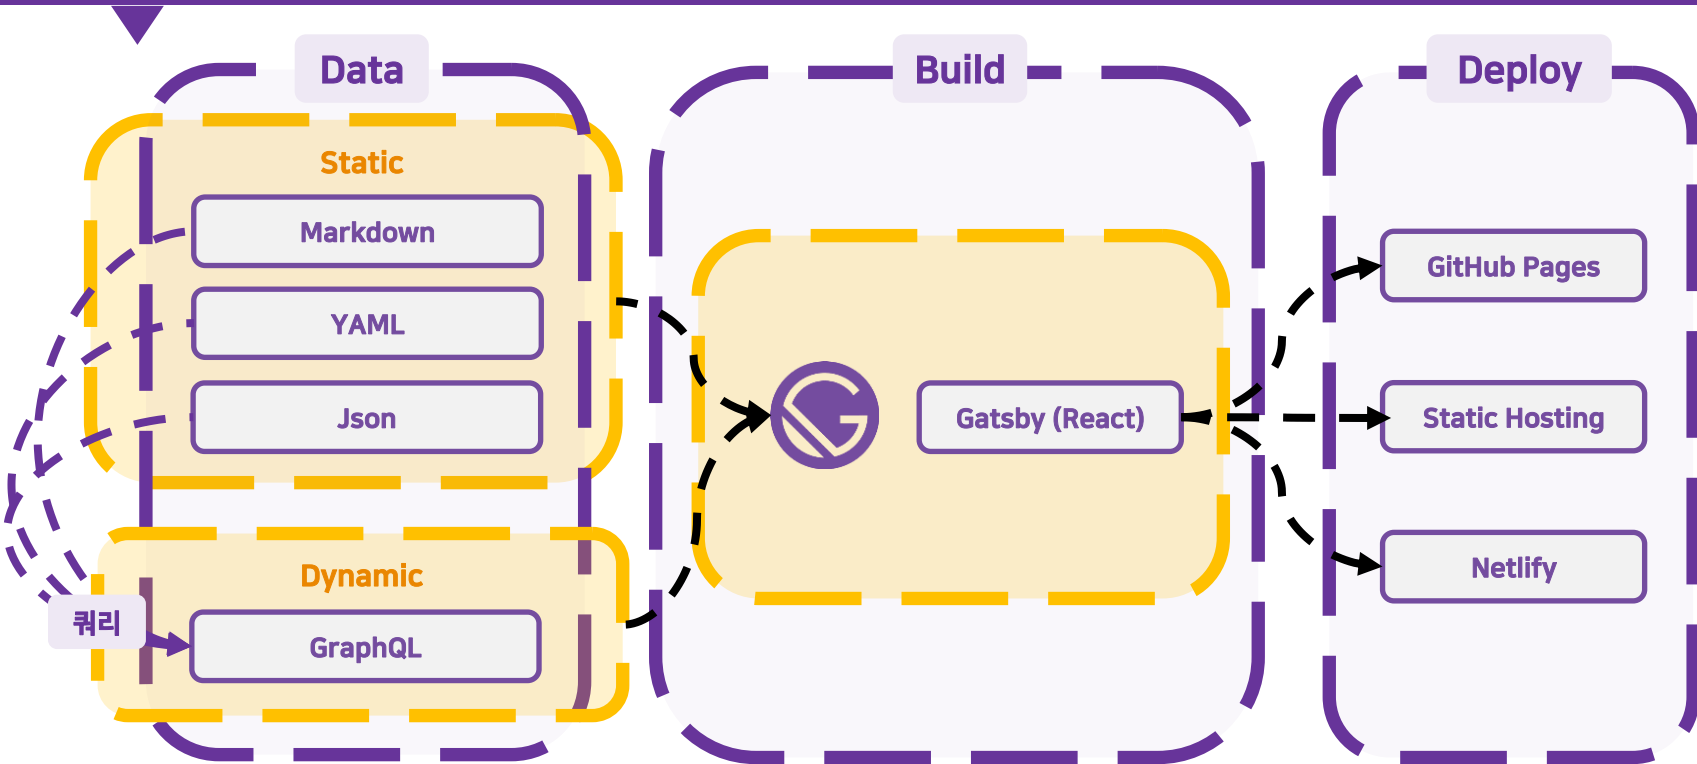 Data
Static
Markdown
YAML
Json
Dynamic
쿼리
GraphQL
Build
Gatsby (React)
Deploy
GitHub Pages
Static Hosting
Netlify